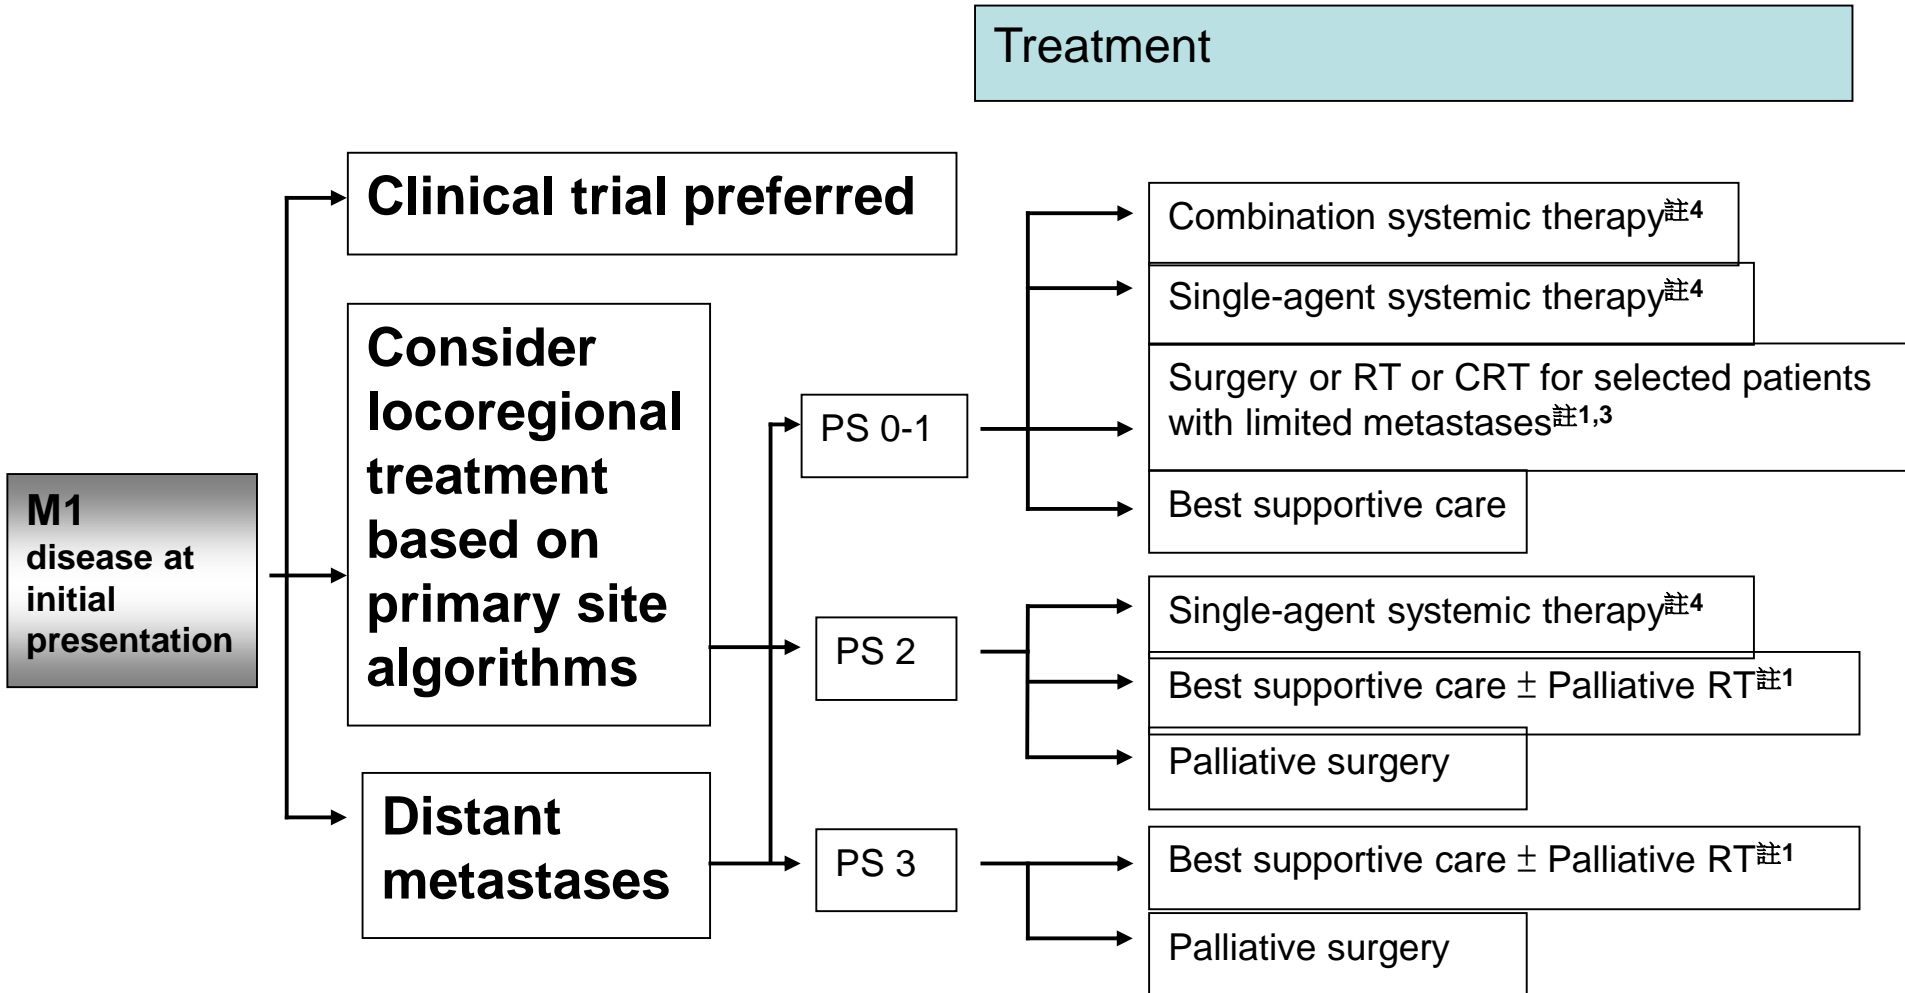 Treatment
Clinical trial preferred
Consider
locoregional
treatment
based on
primary site
algorithms
M1
disease at
initial
presentation
Distant
metastases
PS 0-1
PS 2
PS 3
Combination systemic therapy註4
Single-agent systemic therapy註4
Surgery or RT or CRT for selected patients
with limited metastases註1,3
Best supportive care
Single-agent systemic therapy註4
Best supportive care ± Palliative RT註1
Palliative surgery
Best supportive care ± Palliative RT註1
Palliative surgery